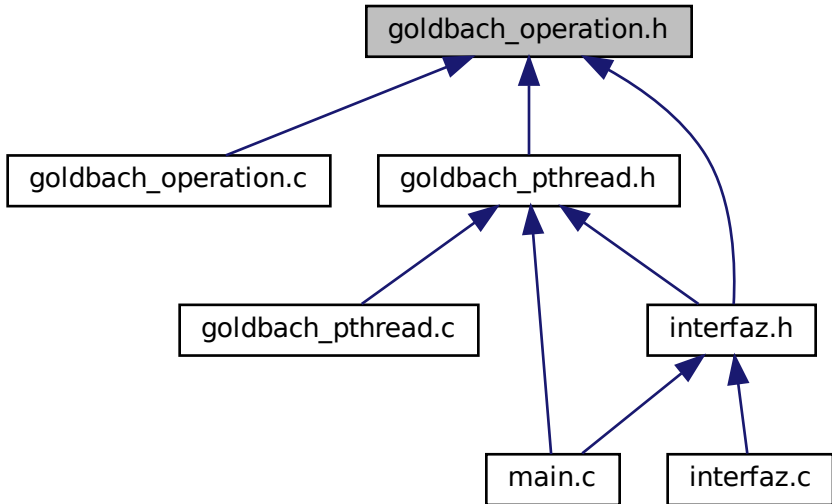 goldbach_operation.h
goldbach_operation.c
goldbach_pthread.h
goldbach_pthread.c
interfaz.h
main.c
interfaz.c